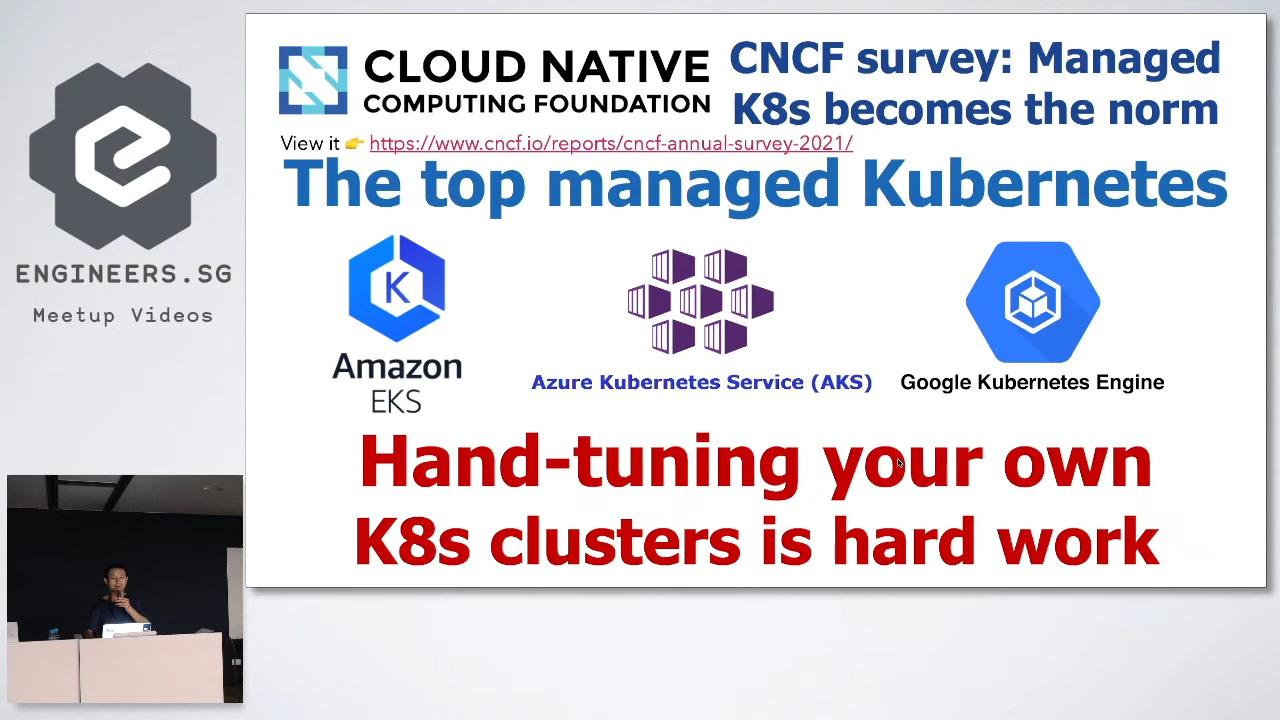 ENGINEERS.SG
Meetup Videos
CLOUD NATIVE
COMPUTING FOUNDATION
CNCF survey: Managed
K8s becomes the norm
View it 👉 https://www.cncf.io/reports/cncf-annual-survey-2021/
The top managed Kubernetes
K
Amazon
EKS
Azure Kubernetes Service (AKS)
Google Kubernetes Engine
Hand-tuning your own
K8s clusters is hard work